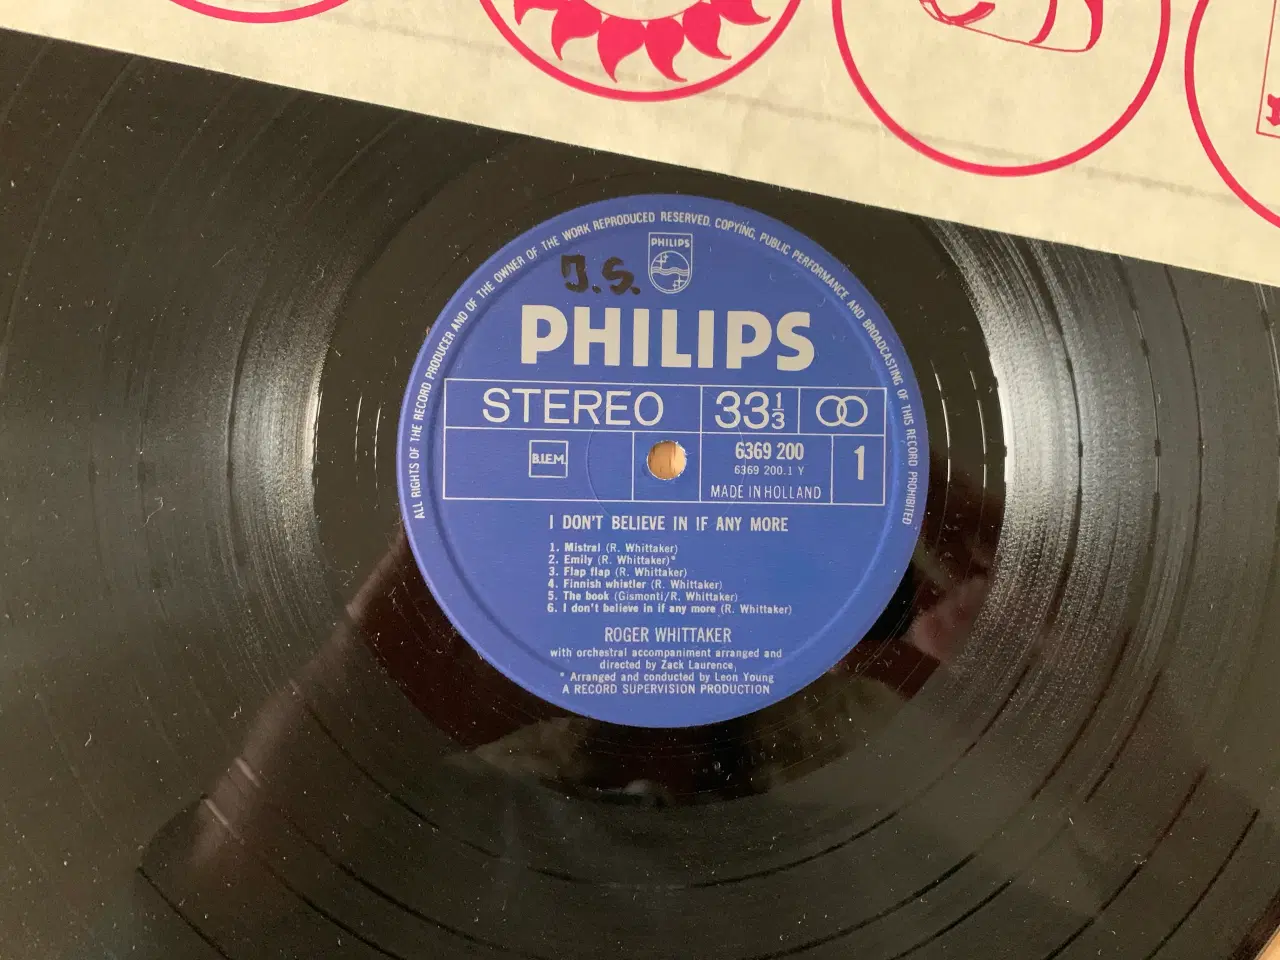 ALL RIGHTS OF THE RECORD PRODUCER AND OF THE OWNER OF THE WORK REPRODUCED RESERVED, COPYING, PUBLIC PERFORMANCE AND BROADCASTING OF THIS RECORD PROHIBITED
PHILIPS
J.S.
PHILIPS
STEREO 33 1/3
B.I.E.M. 6369 200 1
6369 200.1 Y
MADE IN HOLLAND
I DON'T BELIEVE IN IF ANY MORE
1. Mistral (R. Whittaker)
2. Emily (R. Whittaker)*
3. Flap flap (R. Whittaker)
4. Finnish whistler (R. Whittaker)
5. The book (Gismonti/R. Whittaker)
6. I don't believe in if any more (R. Whittaker)
ROGER WHITTAKER
with orchestral accompaniment arranged and
directed by Zack Laurence,
* Arranged and conducted by Leon Young
A RECORD SUPERVISION PRODUCTION